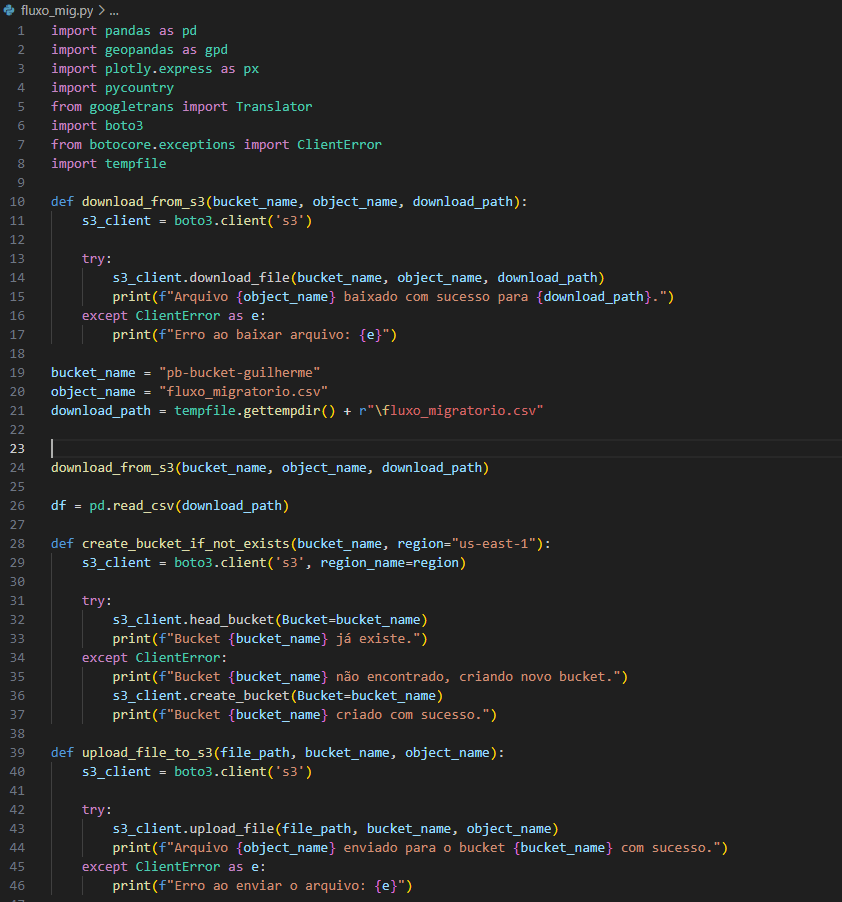 fluxo_mig.py > ...
1 import pandas as pd
2 import geopandas as gpd
3 import plotly.express as px
4 import pycountry
5 from googletrans import Translator
6 import boto3
7 from botocore.exceptions import ClientError
8 import tempfile
9
10 def download_from_s3(bucket_name, object_name, download_path):
11     s3_client = boto3.client('s3')
12
13     try:
14         s3_client.download_file(bucket_name, object_name, download_path)
15         print(f"Arquivo {object_name} baixado com sucesso para {download_path}.")
16     except ClientError as e:
17         print(f"Erro ao baixar arquivo: {e}")
18
19 bucket_name = "pb-bucket-guilherme"
20 object_name = "fluxo_migratorio.csv"
21 download_path = tempfile.gettempdir() + r"\fluxo_migratorio.csv"
22
23
24 download_from_s3(bucket_name, object_name, download_path)
25
26 df = pd.read_csv(download_path)
27
28 def create_bucket_if_not_exists(bucket_name, region="us-east-1"):
29     s3_client = boto3.client('s3', region_name=region)
30
31     try:
32         s3_client.head_bucket(Bucket=bucket_name)
33         print(f"Bucket {bucket_name} já existe.")
34     except ClientError:
35         print(f"Bucket {bucket_name} não encontrado, criando novo bucket.")
36         s3_client.create_bucket(Bucket=bucket_name)
37         print(f"Bucket {bucket_name} criado com sucesso.")
38
39 def upload_file_to_s3(file_path, bucket_name, object_name):
40     s3_client = boto3.client('s3')
41
42     try:
43         s3_client.upload_file(file_path, bucket_name, object_name)
44         print(f"Arquivo {object_name} enviado para o bucket {bucket_name} com sucesso.")
45     except ClientError as e:
46         print(f"Erro ao enviar o arquivo: {e}")